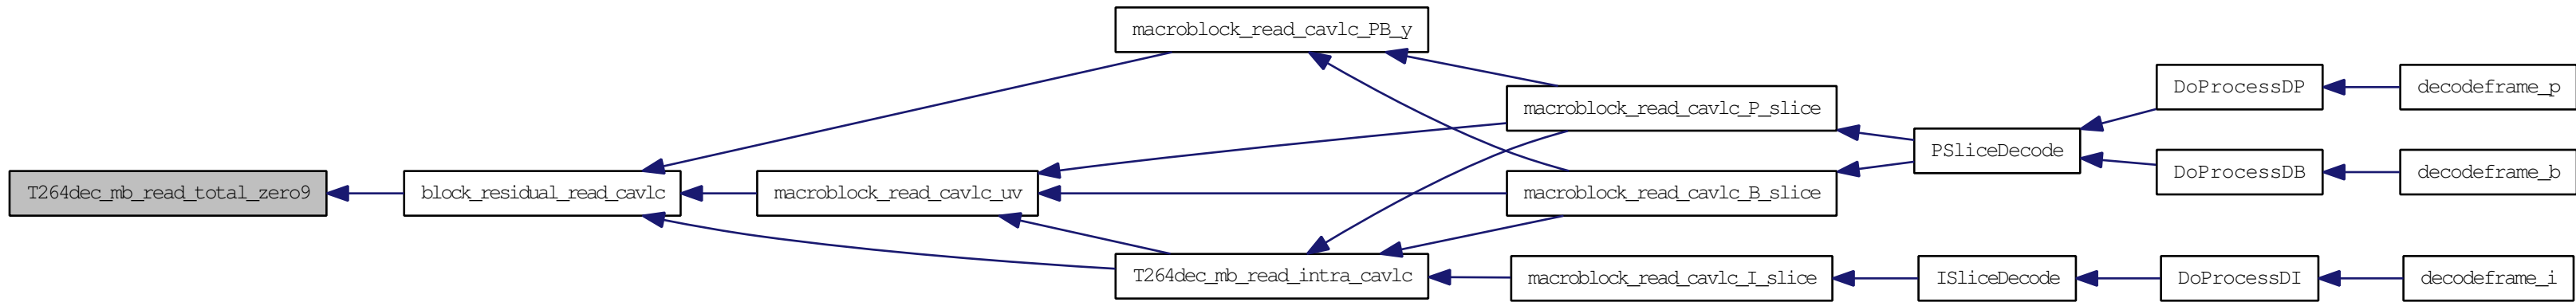 macroblock_read_cavlc_PB_y
DoProcessDP
decodeframe_p
macroblock_read_cavlc_P_slice
PSliceDecode
T264dec_mb_read_total_zero9
block_residual_read_cavlc
macroblock_read_cavlc_uv
macroblock_read_cavlc_B_slice
DoProcessDB
decodeframe_b
T264dec_mb_read_intra_cavlc
macroblock_read_cavlc_I_slice
ISliceDecode
DoProcessDI
decodeframe_i